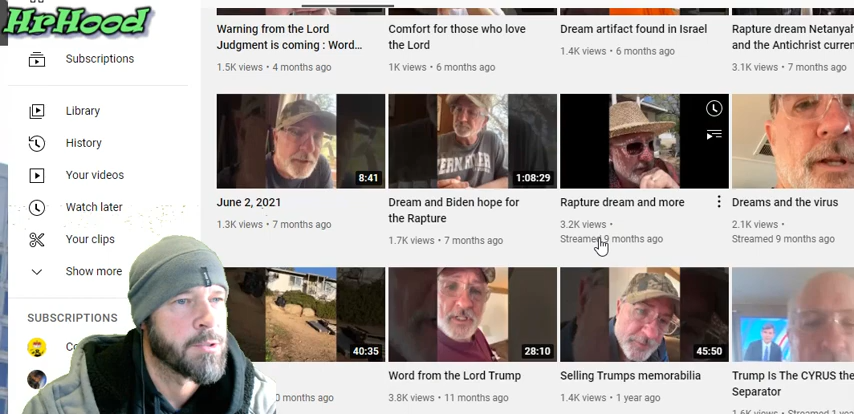 HrHood
Warning from the Lord
Judgment is coming : Word...
1.5K views • 4 months ago
Comfort for those who love
the Lord
1K views • 6 months ago
Dream artifact found in Israel
1.4K views • 6 months ago
Rapture dream Netanyah
and the Antichrist curren
3.1K views • 7 months ago
Subscriptions
Library
History
Your videos
Watch later
Your clips
Show more
SUBSCRIPTIONS
8:41
June 2, 2021
1.3K views • 7 months ago
1:08:29
Dream and Biden hope for
the Rapture
1.7K views • 7 months ago
Rapture dream and more
3.2K views •
Streamed 9 months ago
Dreams and the virus
2.1K views •
Streamed 9 months ago
40:35
0 months ago
28:10
Word from the Lord Trump
3.8K views • 11 months ago
45:50
Selling Trumps memorabilia
1.4K views • 1 year ago
Trump Is The CYRUS the
Separator
1.6K views • Streamed 1 year